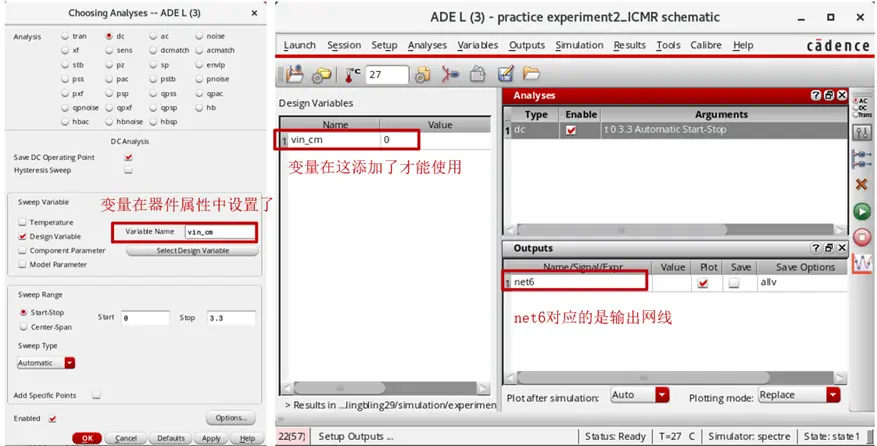 Choosing Analyses -- ADE L (3)
Analysis
tran
dc
ac
noise
xf
sens
dcmatch
acmatch
stb
pz
sp
envlp
pss
pac
pstb
pnoise
pxf
psp
qpss
qpac
qpnoise
qpxf
qpsp
hb
hbac
hbnoise
hbsp
DC Analysis
Save DC Operating Point
Hysteresis Sweep
Sweep Variable
变量在器件属性中设置了
Temperature
Design Variable
Variable Name
vin_cm
Component Parameter
Select Design Variable
Model Parameter
Sweep Range
Start-Stop
Start
0
Stop
3.3
Center-Span
Sweep Type
Automatic
Add Specific Points
Enabled
Options...
OK
Cancel
Defaults
Apply
Help
ADE L (3) - practice experiment2_ICMR schematic
Launch Session Setup Analyses Variables Outputs Simulation Results Tools Calibre Help
cādence
°C
27
Design Variables
Name
Value
1
vin_cm
0
变量在这添加了才能使用
> Results in ...lingbling29/simulation/experimen
Analyses
Type
Enable
Arguments
1
dc
t 0 3.3 Automatic Start-Stop
Outputs
Name/Signal/Expr
Value
Plot
Save
Save Options
1
net6
allv
net6对应的是输出网线
Plot after simulation:
Auto
Plotting mode:
Replace
AC
DC
Trans
22(57)
Setup Outputs ...
Status: Ready
T=27 C
Simulator: spectre
State: state1